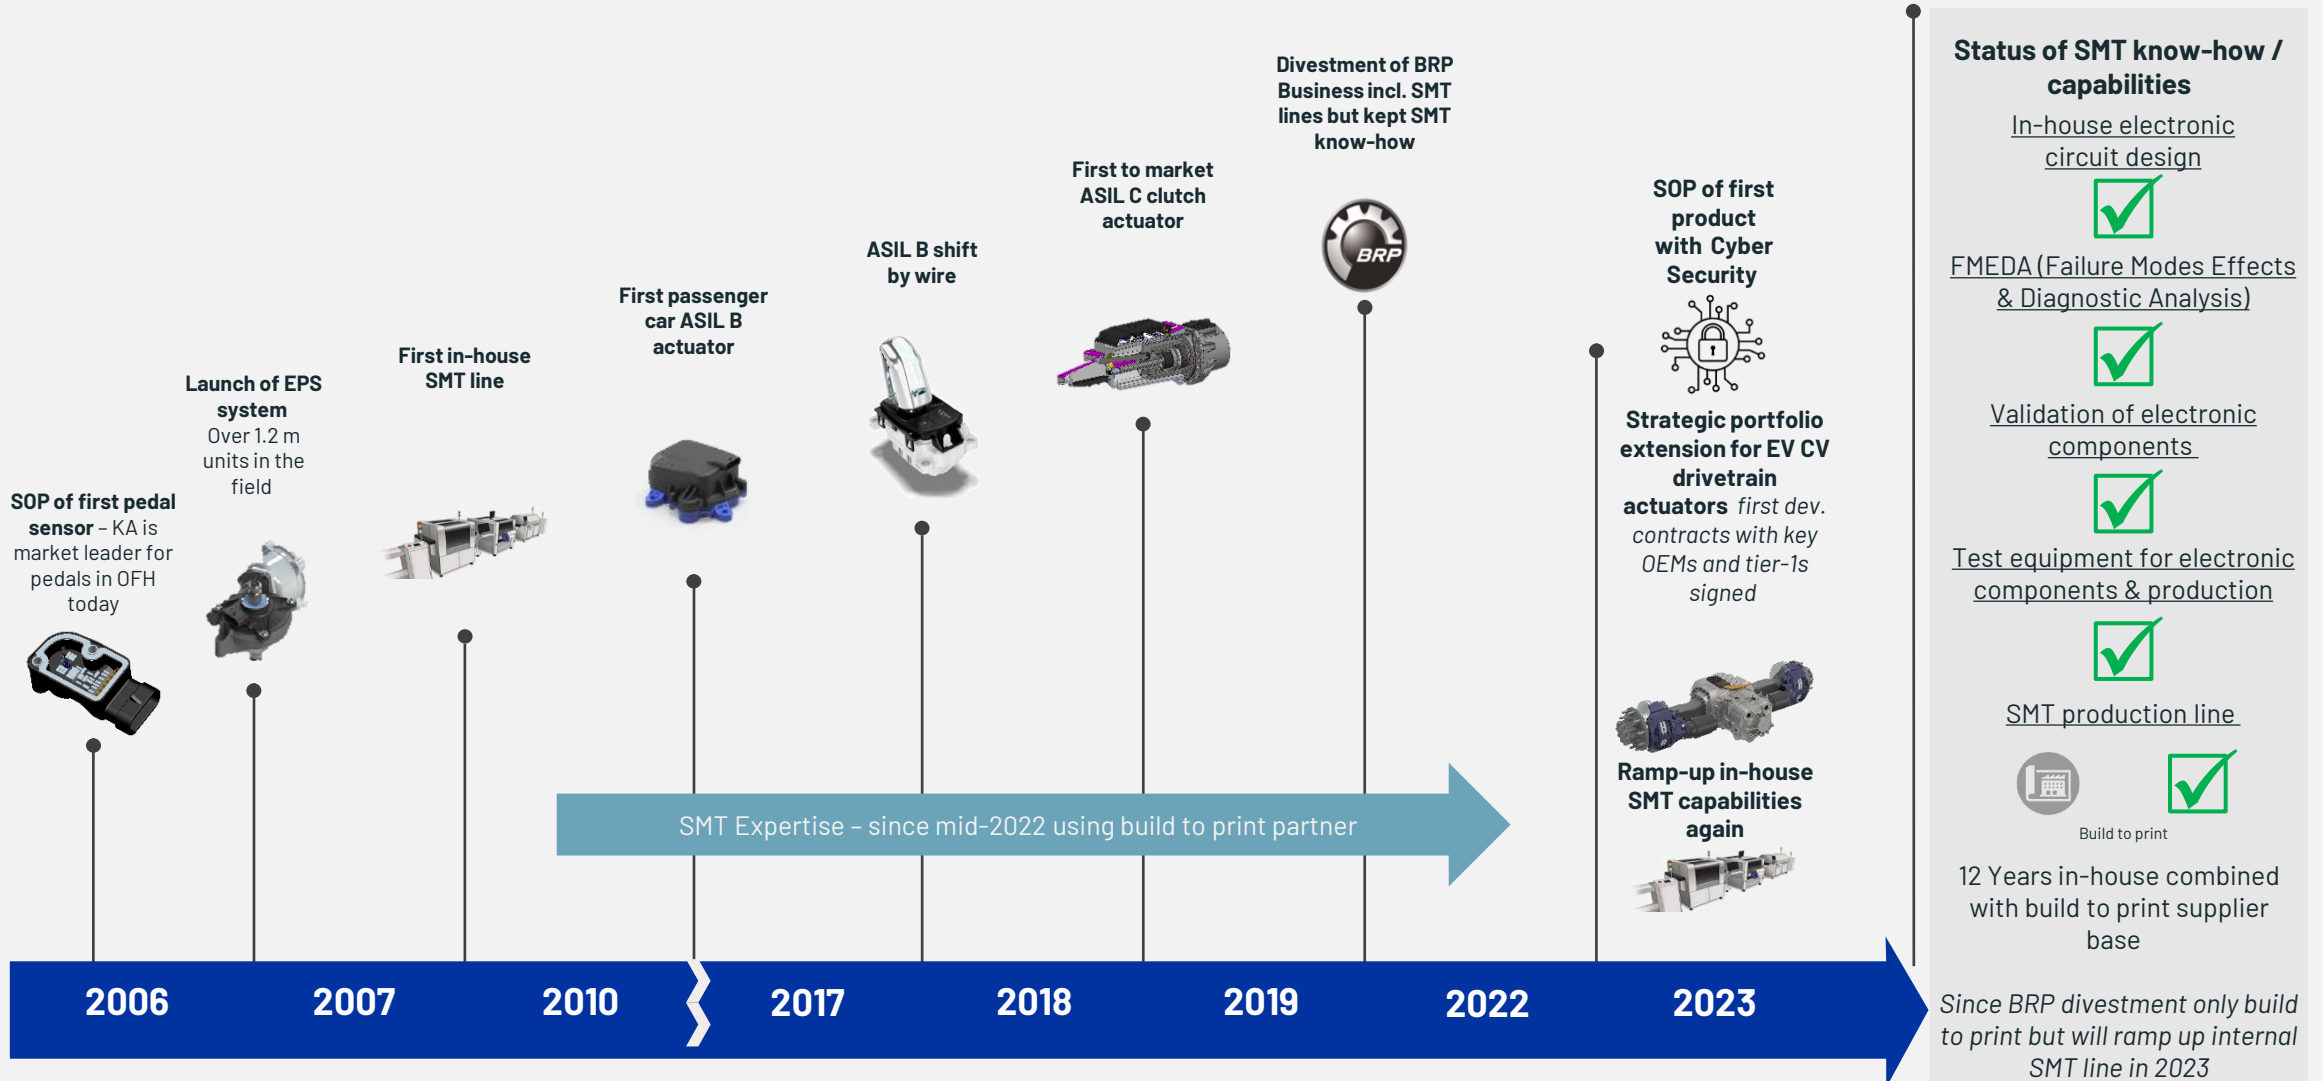 SOP of first pedal
sensor – KA is
market leader for
pedals in OFH
today
Launch of EPS
system
Over 1.2 m
units in the
field
First in-house
SMT line
First passenger
car ASIL B
actuator
ASIL B shift
by wire
First to market
ASIL C clutch
actuator
Divestment of BRP
Business incl. SMT
lines but kept SMT
know-how
BRP
SOP of first
product
with Cyber
Security
Strategic portfolio
extension for EV CV
drivetrain
actuators first dev.
contracts with key
OEMs and tier-1s
signed
Ramp-up in-house
SMT capabilities
again
SMT Expertise – since mid-2022 using build to print partner
2006
2007
2010
2017
2018
2019
2022
2023
Status of SMT know-how /
capabilities
In-house electronic
circuit design
FMEDA (Failure Modes Effects
& Diagnostic Analysis)
Validation of electronic
components
Test equipment for electronic
components & production
SMT production line
Build to print
12 Years in-house combined
with build to print supplier
base
Since BRP divestment only build
to print but will ramp up internal
SMT line in 2023